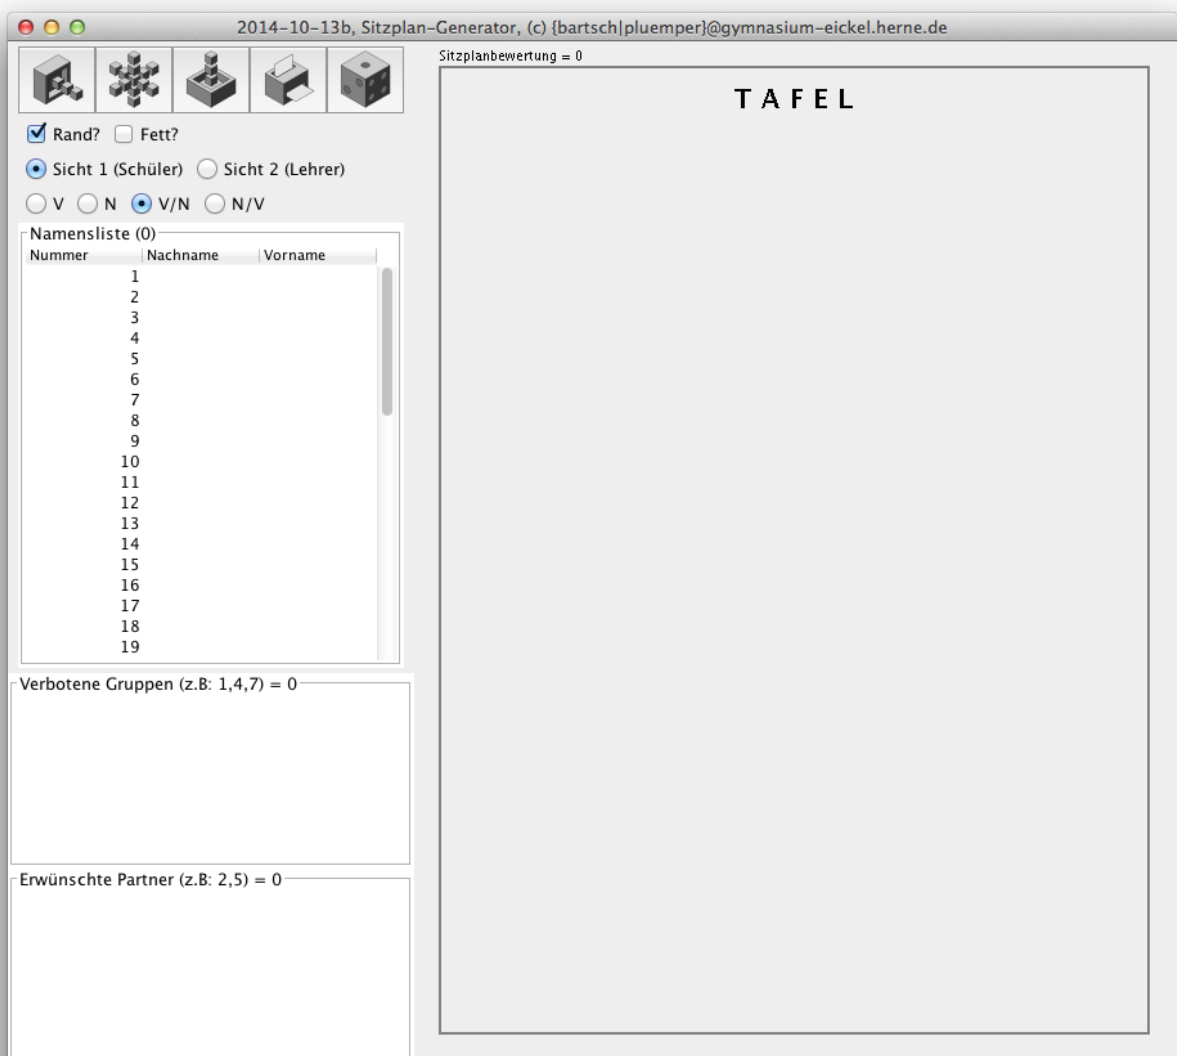 2014-10-13b, Sitzplan-Generator, (c) {bartsch|pluemper}@gymnasium-eickel.herne.de
Rand? Fett?
Sicht 1 (Schüler) Sicht 2 (Lehrer)
V N V/N N/V
Namensliste (0)
Nummer Nachname Vorname
1
2
3
4
5
6
7
8
9
10
11
12
13
14
15
16
17
18
19
Verbotene Gruppen (z.B: 1,4,7) = 0
Erwünschte Partner (z.B: 2,5) = 0
Sitzplanbewertung = 0
T A F E L